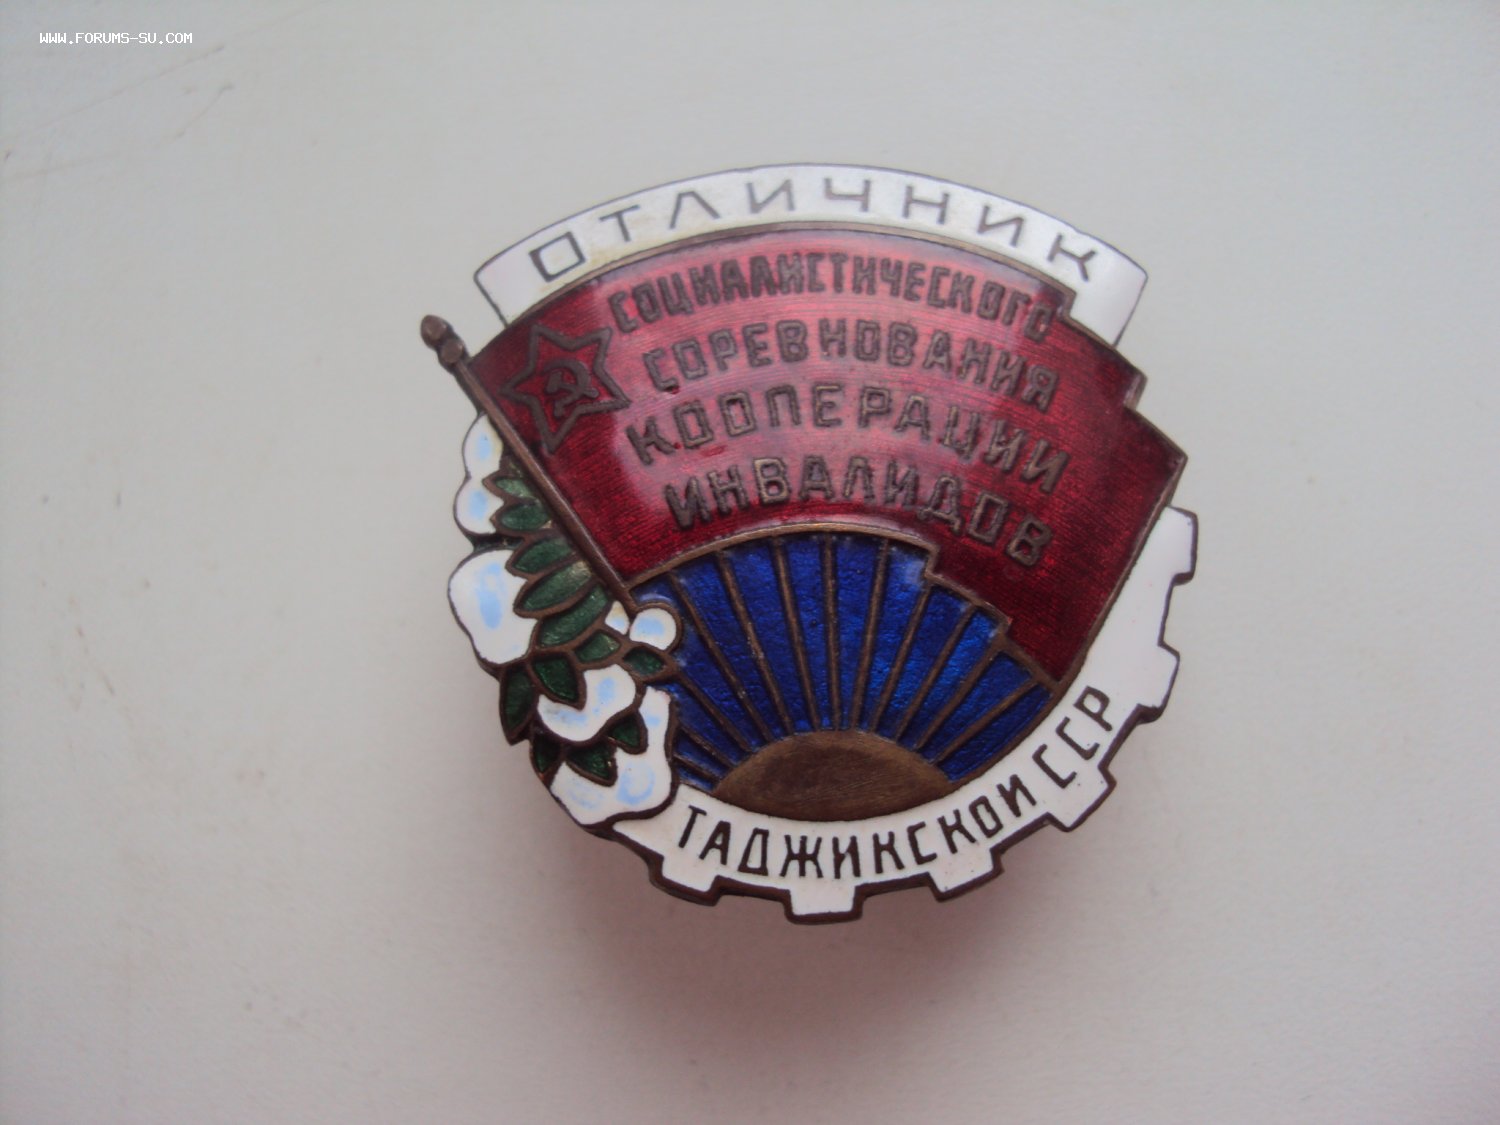 WWW.FORUMS-SU.COM
ОТЛИЧНИК
СОЦИАЛИСТИЧЕСКОГО
СОРЕВНОВАНИЯ
КООПЕРАЦИИ
ИНВАЛИДОВ
ТАДЖИКСКОЙ ССР